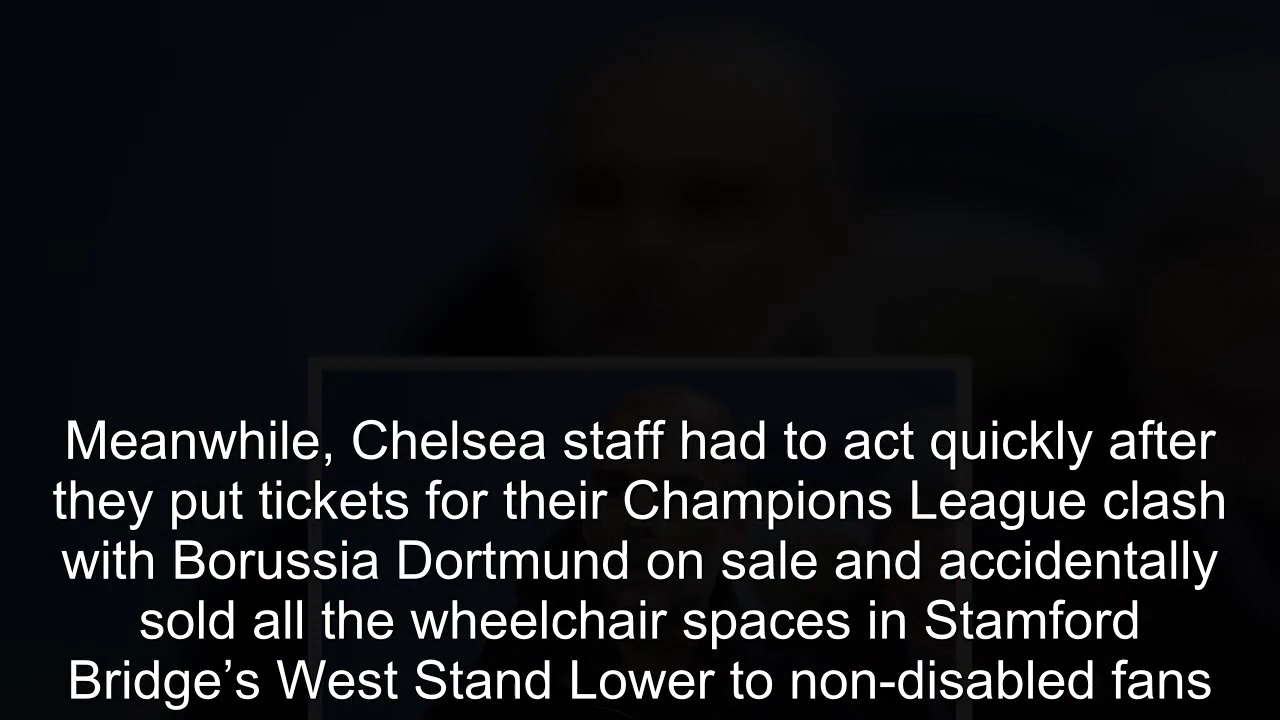 Meanwhile, Chelsea staff had to act quickly after
they put tickets for their Champions League clash
with Borussia Dortmund on sale and accidentally
sold all the wheelchair spaces in Stamford
Bridge’s West Stand Lower to non-disabled fans